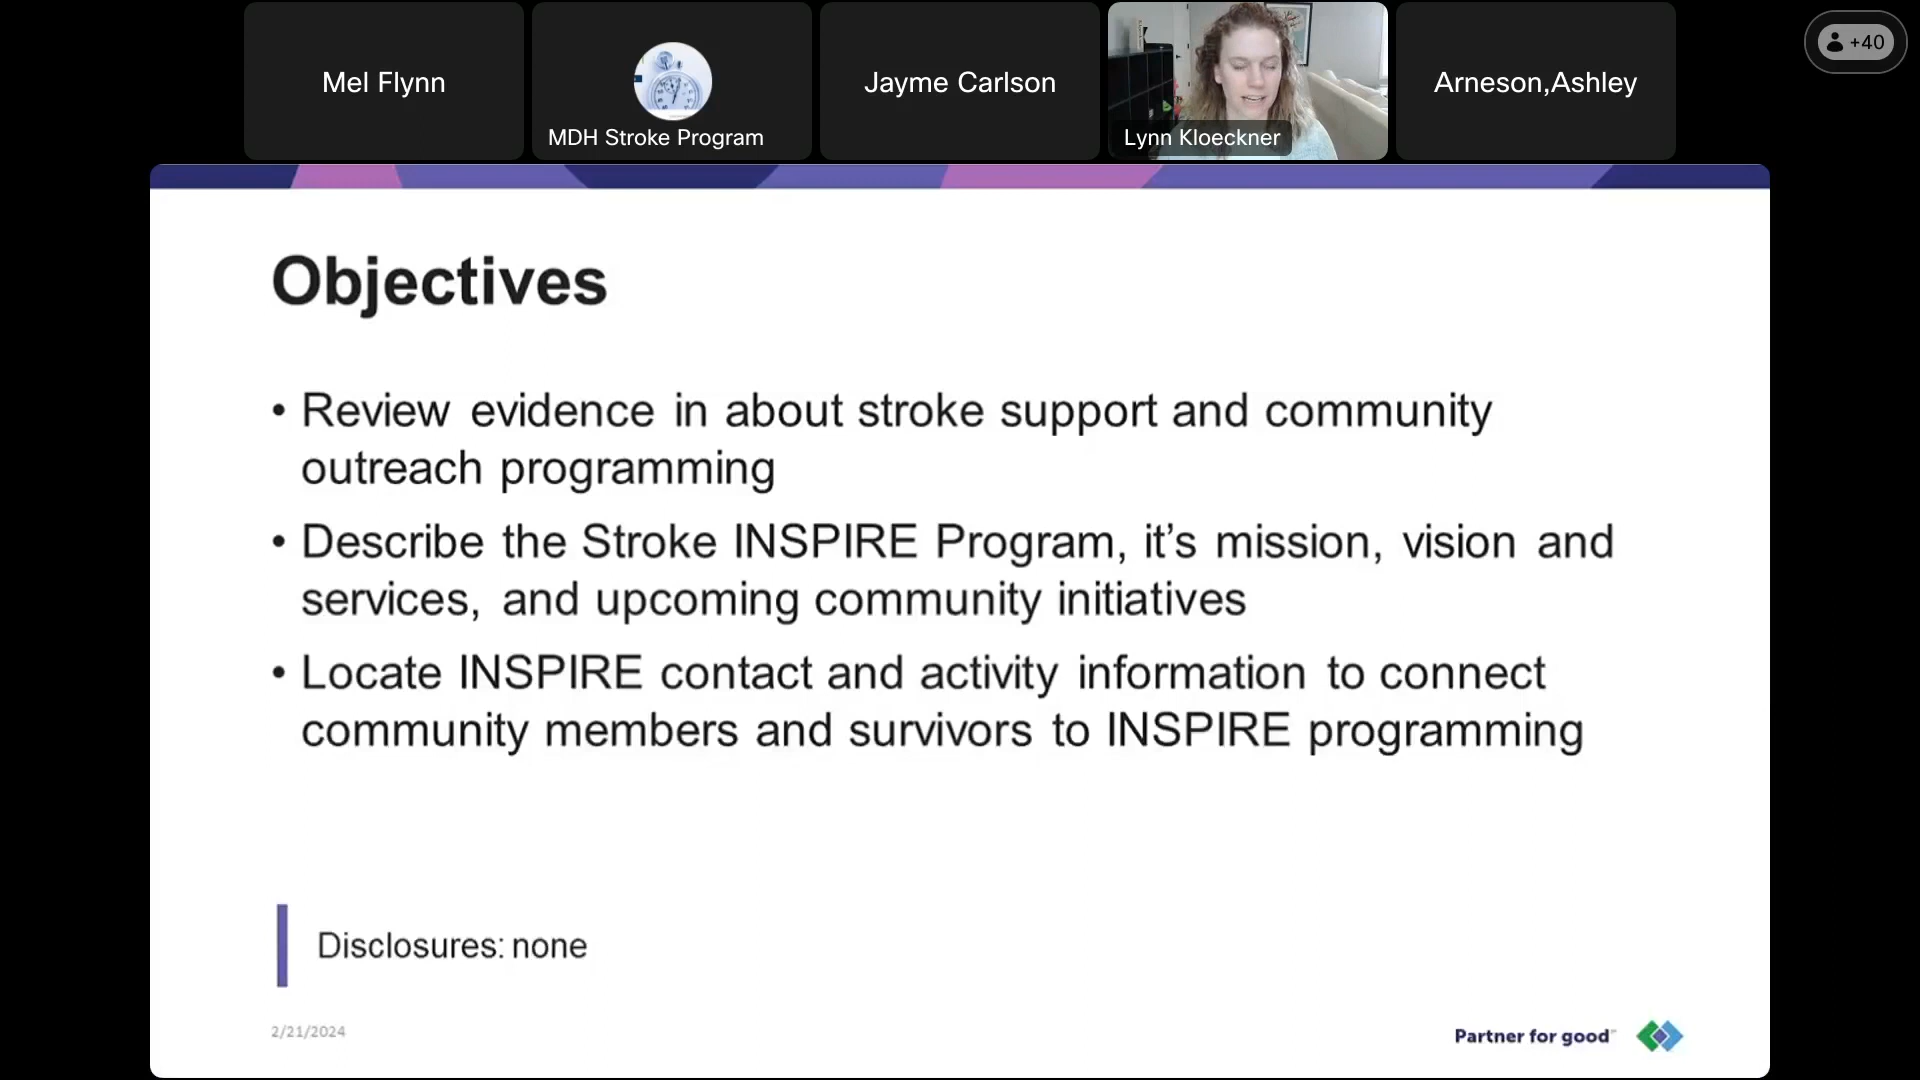 Mel Flynn
MDH Stroke Program
Jayme Carlson
Lynn Kloeckner
Arneson,Ashley
+40
Objectives
• Review evidence in about stroke support and community
outreach programming
• Describe the Stroke INSPIRE Program, it’s mission, vision and
services, and upcoming community initiatives
• Locate INSPIRE contact and activity information to connect
community members and survivors to INSPIRE programming
Disclosures: none
2/21/2024
Partner for good